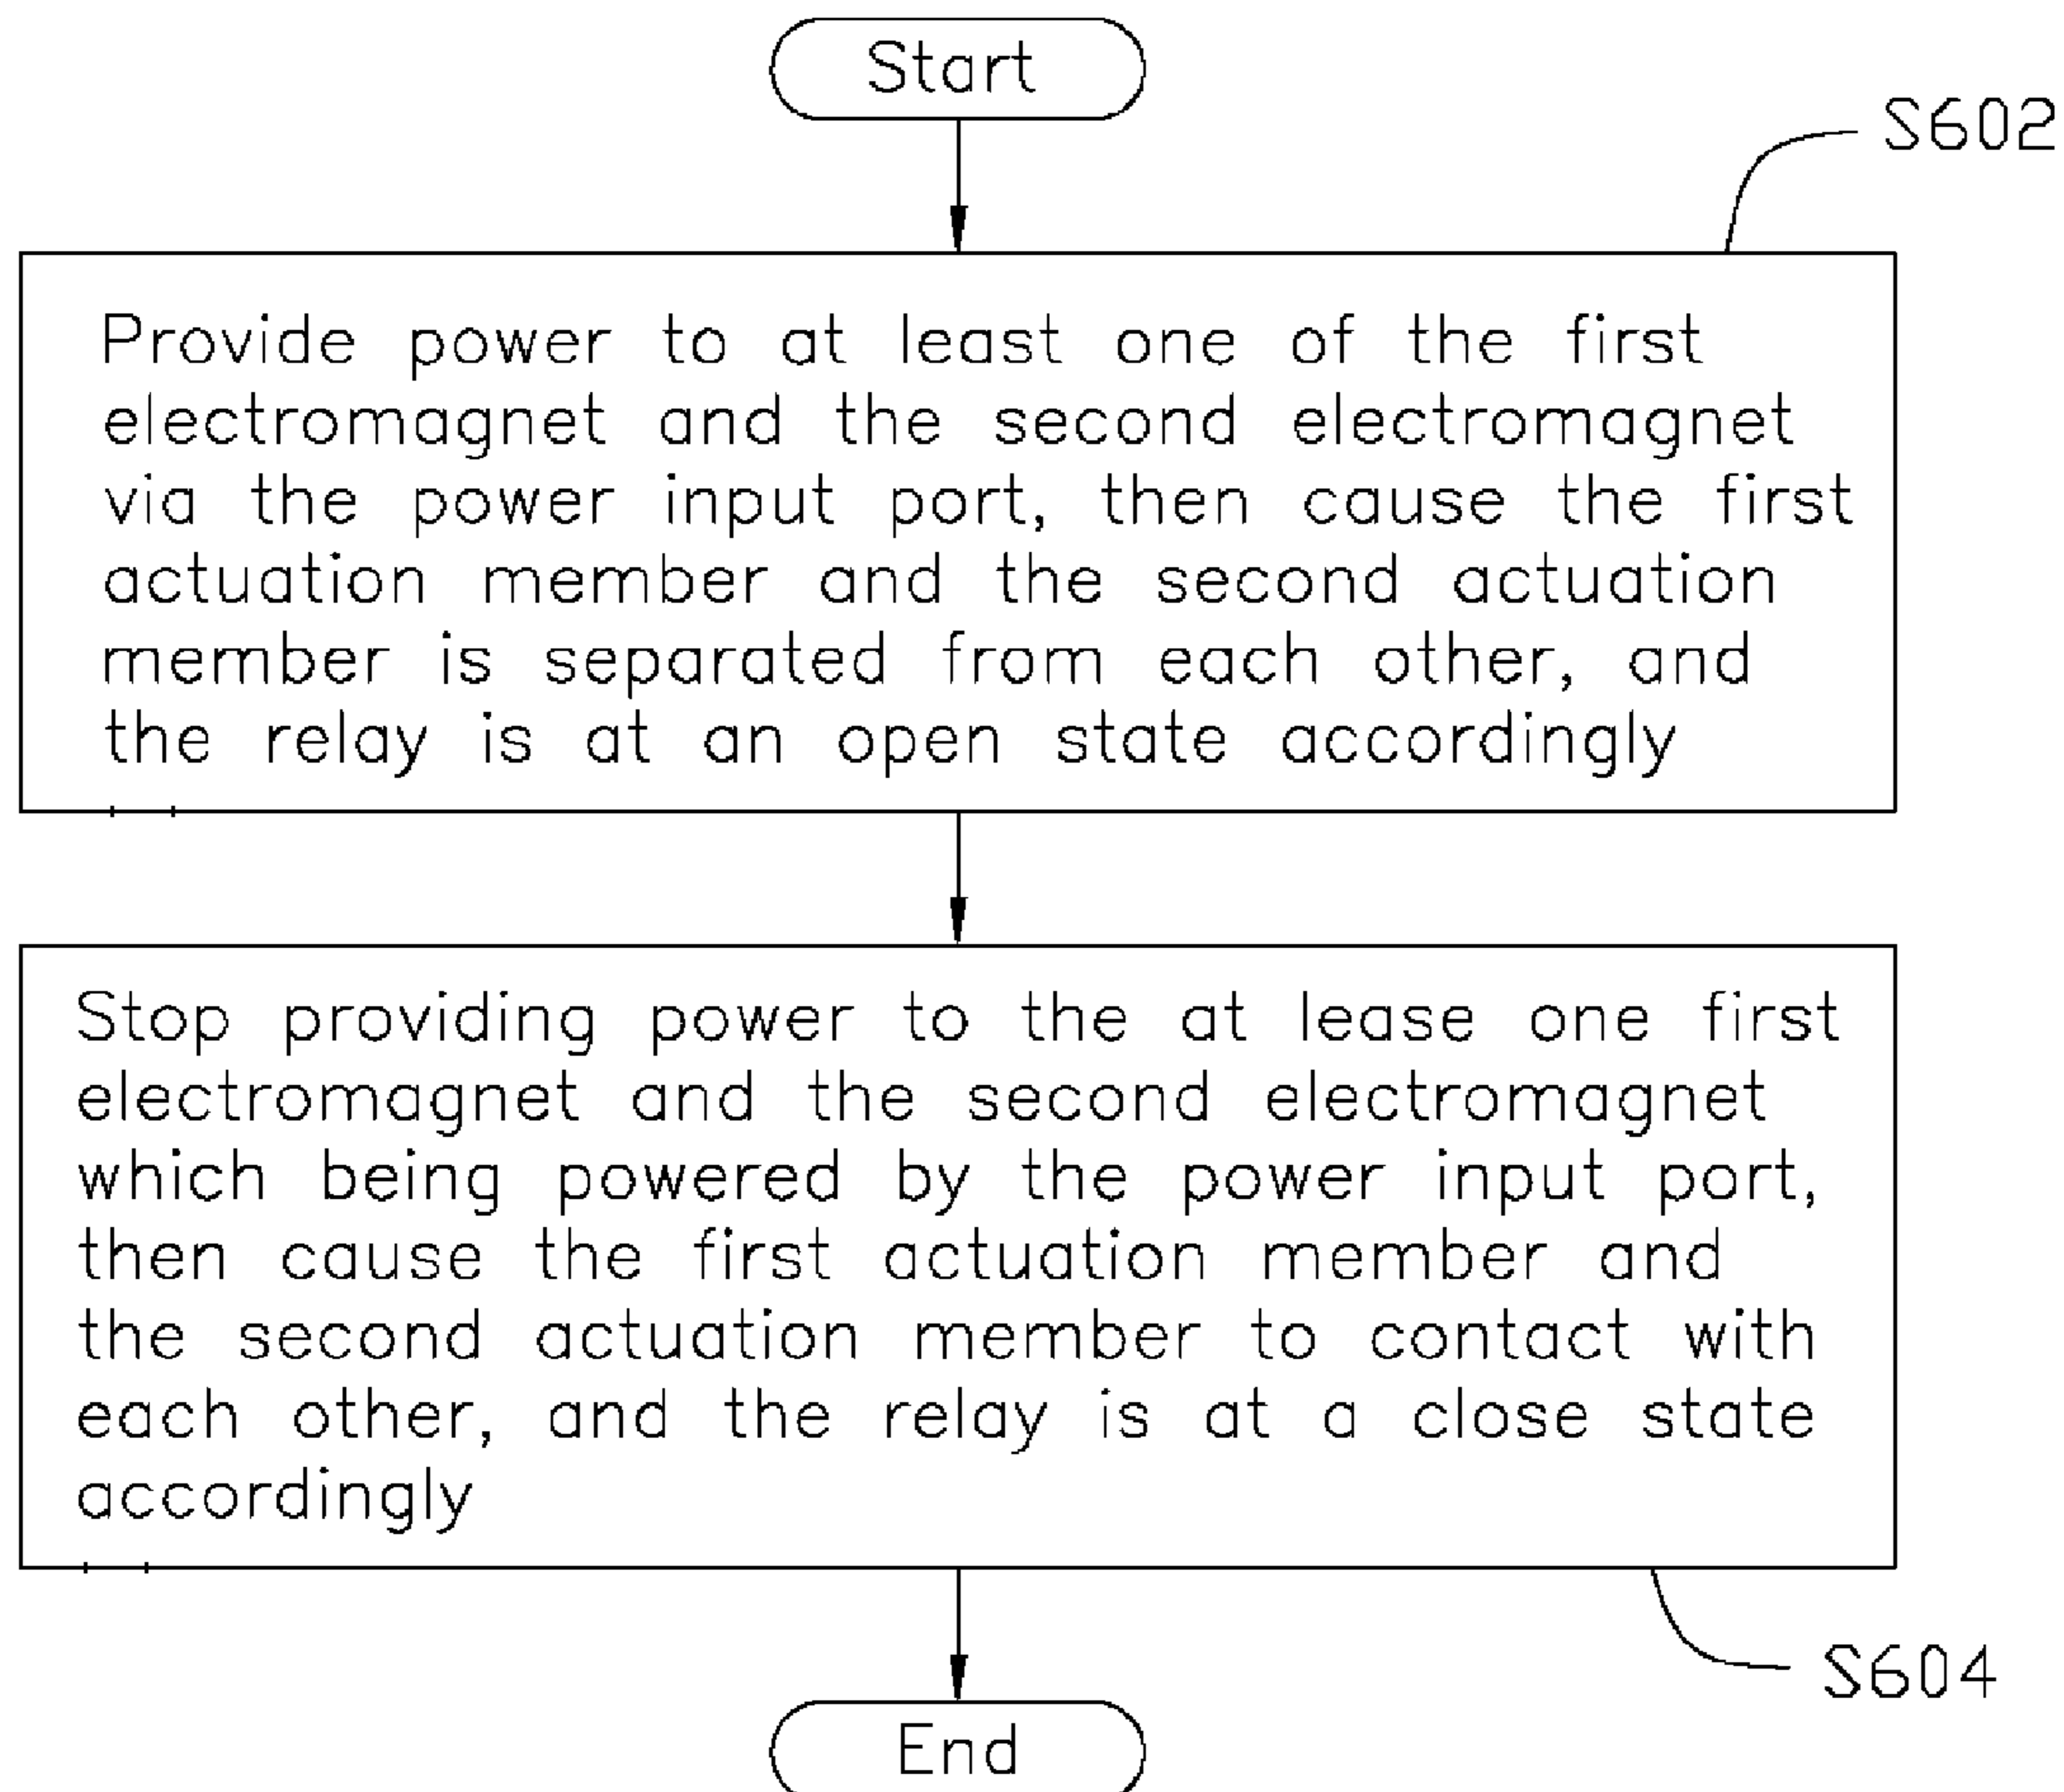 Start
S602
Provide power to at least one of the first
electromagnet and the second electromagnet
via the power input port, then cause the first
actuation member and the second actuation
member is separated from each other, and
the relay is at an open state accordingly
Stop providing power to the at lease one first
electromagnet and the second electromagnet
which being powered by the power input port,
then cause the first actuation member and
the second actuation member to contact with
each other, and the relay is at a close state
accordingly
S604
End